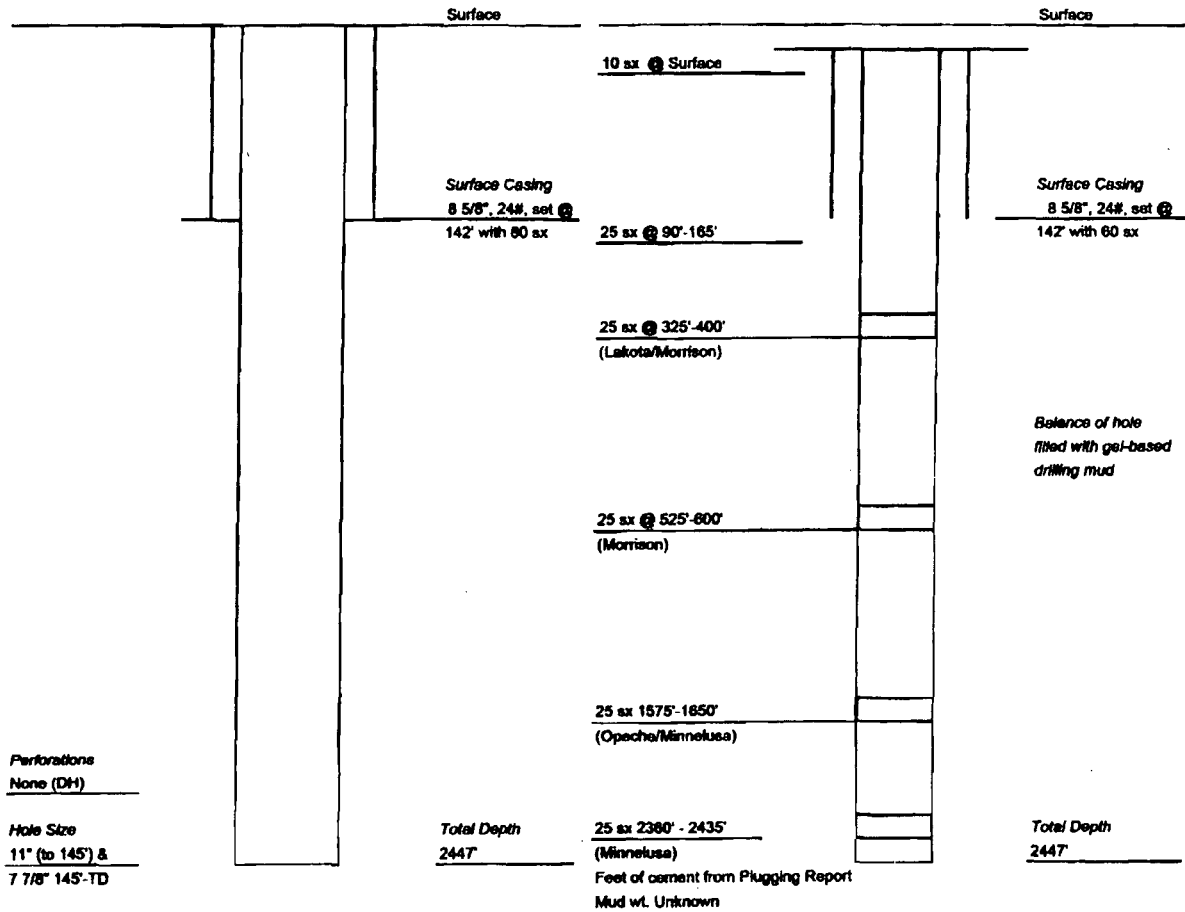 Surface
Surface Casing
8 5/8", 24#, set @
142' with 60 sx
Perforations
None (DH)
Hole Size
11" (to 145') &
7 7/8" 145'-TD
Total Depth
2447'
Surface
10 sx @ Surface
Surface Casing
8 5/8", 24#, set @
142' with 60 sx
25 sx @ 90'-165'
25 sx @ 325'-400'
(Lakota/Morrison)
Balance of hole
filled with gel-based
drilling mud
25 sx @ 525'-600'
(Morrison)
25 sx 1575'-1650'
(Opeche/Minnelusa)
25 sx 2360' - 2435'
(Minnelusa)
Feet of cement from Plugging Report
Mud wt. Unknown
Total Depth
2447'